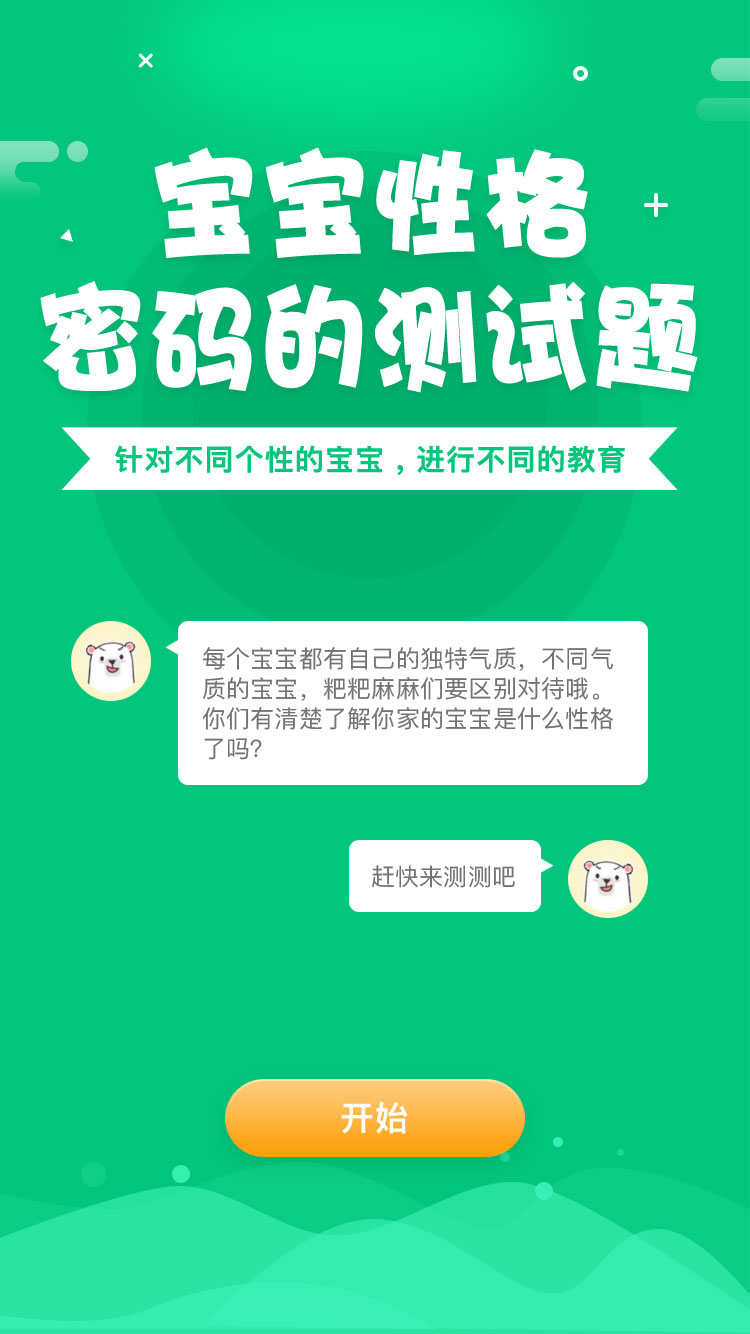 宝宝性格
密码的测试题
针对不同个性的宝宝，进行不同的教育
每个宝宝都有自己的独特气质，不同气
质的宝宝，粑粑麻麻们要区别对待哦。
你们有清楚了解你家的宝宝是什么性格
了吗?
赶快来测测吧
开始